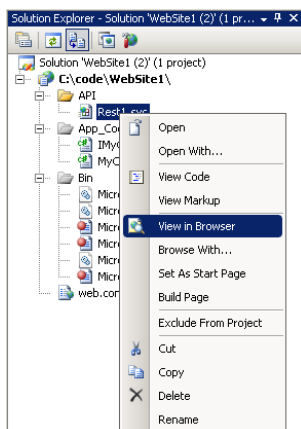 Solution Explorer - Solution 'WebSite1 (2)' (1 pr...
Solution 'WebSite1 (2)' (1 project)
C:\code\WebSite1\
API
Rest1.svc
App_Co
IMy
MyC
Bin
Micr
Micr
Micr
Micr
Micr
web.con
Open
Open With...
View Code
View Markup
View in Browser
Browse With...
Set As Start Page
Build Page
Exclude From Project
Cut
Copy
Delete
Rename